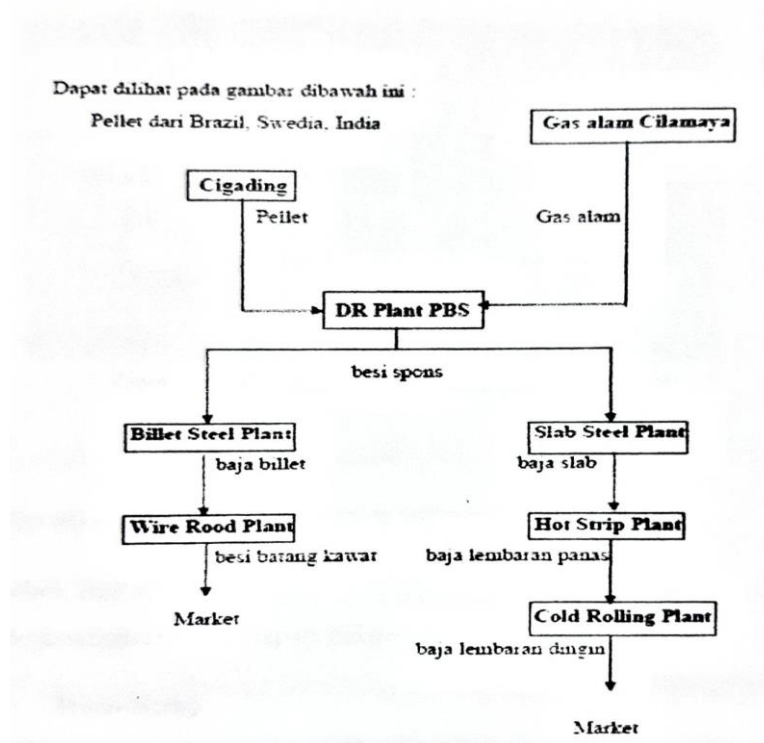 Dapat dilihat pada gambar dibawah ini :
Pellet dari Brazil, Swedia, India
Gas alam Cilamaya
Cigading
Pellet
Gas alam
DR Plant PBS
besi spons
Billet Steel Plant
Slab Steel Plant
baja billet
baja slab
Wire Rood Plant
Hot Strip Plant
besi batang kawat
baja lembaran panas
Market
Cold Rolling Plant
baja lembaran dingin
Market